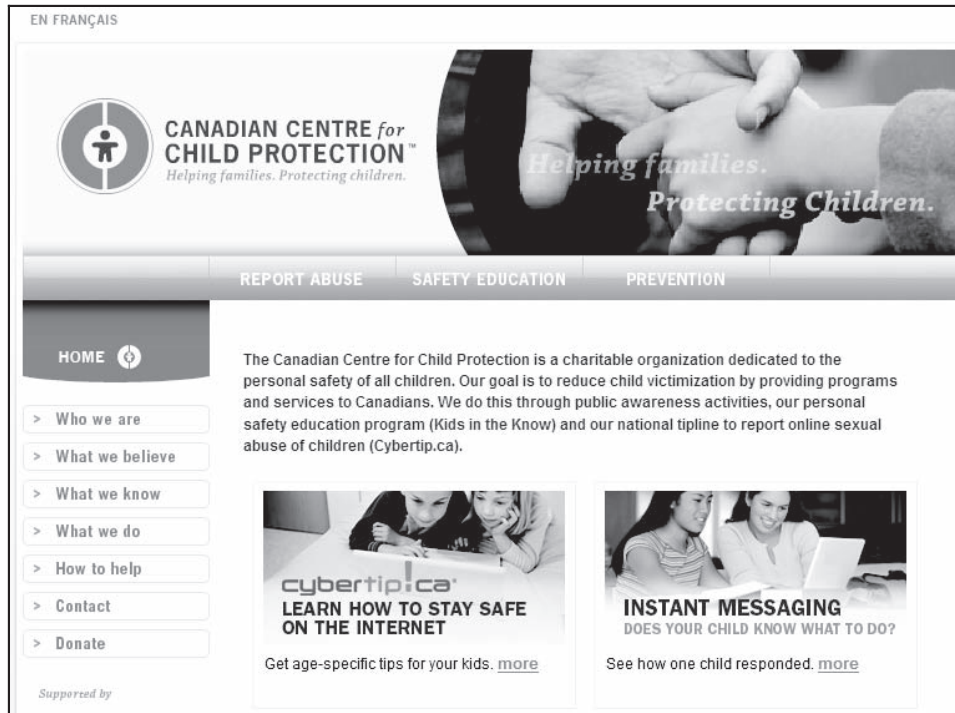 EN FRANÇAIS
CANADIAN CENTRE for
CHILD PROTECTION™
Helping families. Protecting children.
Helping families.
Protecting Children.
REPORT ABUSE SAFETY EDUCATION PREVENTION
HOME
> Who we are
> What we believe
> What we know
> What we do
> How to help
> Contact
> Donate
Supported by
The Canadian Centre for Child Protection is a charitable organization dedicated to the
personal safety of all children. Our goal is to reduce child victimization by providing programs
and services to Canadians. We do this through public awareness activities, our personal
safety education program (Kids in the Know) and our national tipline to report online sexual
abuse of children (Cybertip.ca).
cybertip!ca®
LEARN HOW TO STAY SAFE
ON THE INTERNET
Get age-specific tips for your kids. more
INSTANT MESSAGING
DOES YOUR CHILD KNOW WHAT TO DO?
See how one child responded. more